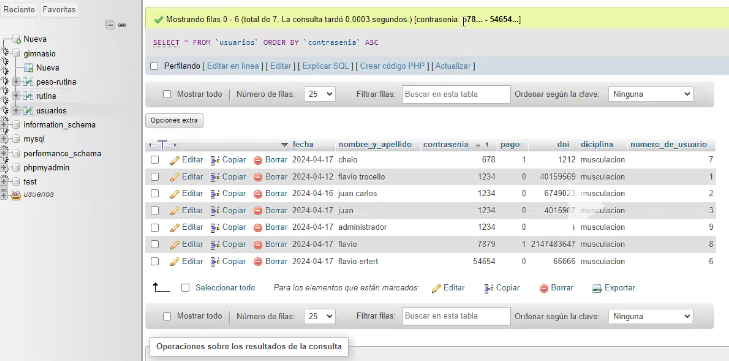 Reciente Favoritas
Nueva
gimnasio
Nueva
peso-rutina
rutina
usuarios
information_schema
mysql
performance_schema
phpmyadmin
test
usuanos
Mostrando filas 0 - 6 (total de 7, La consulta tardó 0,0003 segundos.) [contrasenia: 678... - 54654...]
SELECT * FROM `usuarios` ORDER BY `contrasenia` ASC
Perfilando [ Editar en línea ] [ Editar ] [ Explicar SQL ] [ Crear código PHP ] [ Actualizar ]
Mostrar todo Número de filas: 25 Filtrar filas: Buscar en esta tabla Ordenar según la clave: Ninguna
Opciones extra
fecha nombre_y_apellido contrasenia 1 pago dni diciplina numero_de_usuario
Editar Copiar Borrar 2024-04-17 chelo 678 1 1212 musculacion 7
Editar Copiar Borrar 2024-04-12 flavio trocello 1234 0 40159569 musculacion 1
Editar Copiar Borrar 2024-04-16 juan carlos 1234 0 6749023 musculacion 2
Editar Copiar Borrar 2024-04-17 juan 1234 0 musculacion 3
Editar Copiar Borrar 2024-04-17 administrador 1234 0 musculacion 9
Editar Copiar Borrar 2024-04-17 flavio 7879 1 2147483647 musculacion 8
Editar Copiar Borrar 2024-04-17 flavio ertert 54654 0 66666 musculacion 6
Seleccionar todo Para los elementos que están marcados: Editar Copiar Borrar Exportar
Mostrar todo Número de filas: 25 Filtrar filas: Buscar en esta tabla Ordenar según la clave: Ninguna
Operaciones sobre los resultados de la consulta